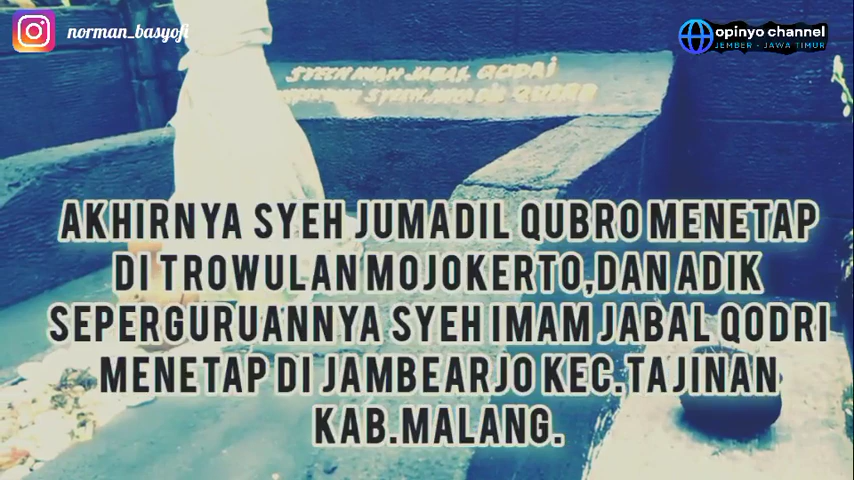 norman_basyofi
opinyo channel
JEMBER - JAWA TIMUR
SYEEH IMAM JABAL QODRI
AKHIRNYA SYEH JUMADIL QUBRO MENETAP
DI TROWULAN MOJOKERTO,DAN ADIK
SEPERGURUANNYA SYEH IMAM JABAL QODRI
MENETAP DI JAMBEARJO KEC.TAJINAN
KAB.MALANG.